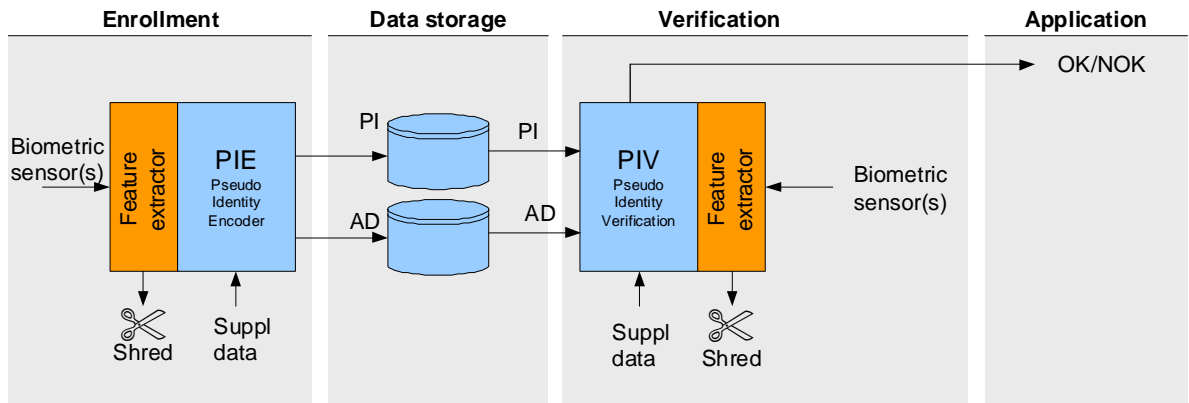 Enrollment
Data storage
Verification
Application
Biometric
sensor(s)
Feature
extractor
PIE
Pseudo
Identity
Encoder
Shred
Suppl
data
PI
AD
PI
AD
PIV
Pseudo
Identity
Verification
Feature
extractor
Suppl
data
Shred
Biometric
sensor(s)
OK/NOK